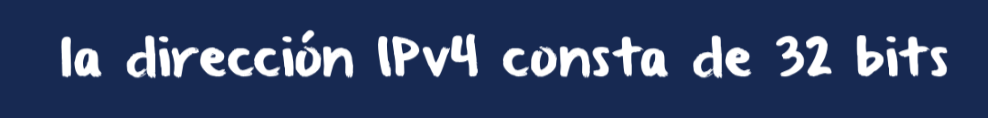 la dirección IPv4 consta de 32 bits